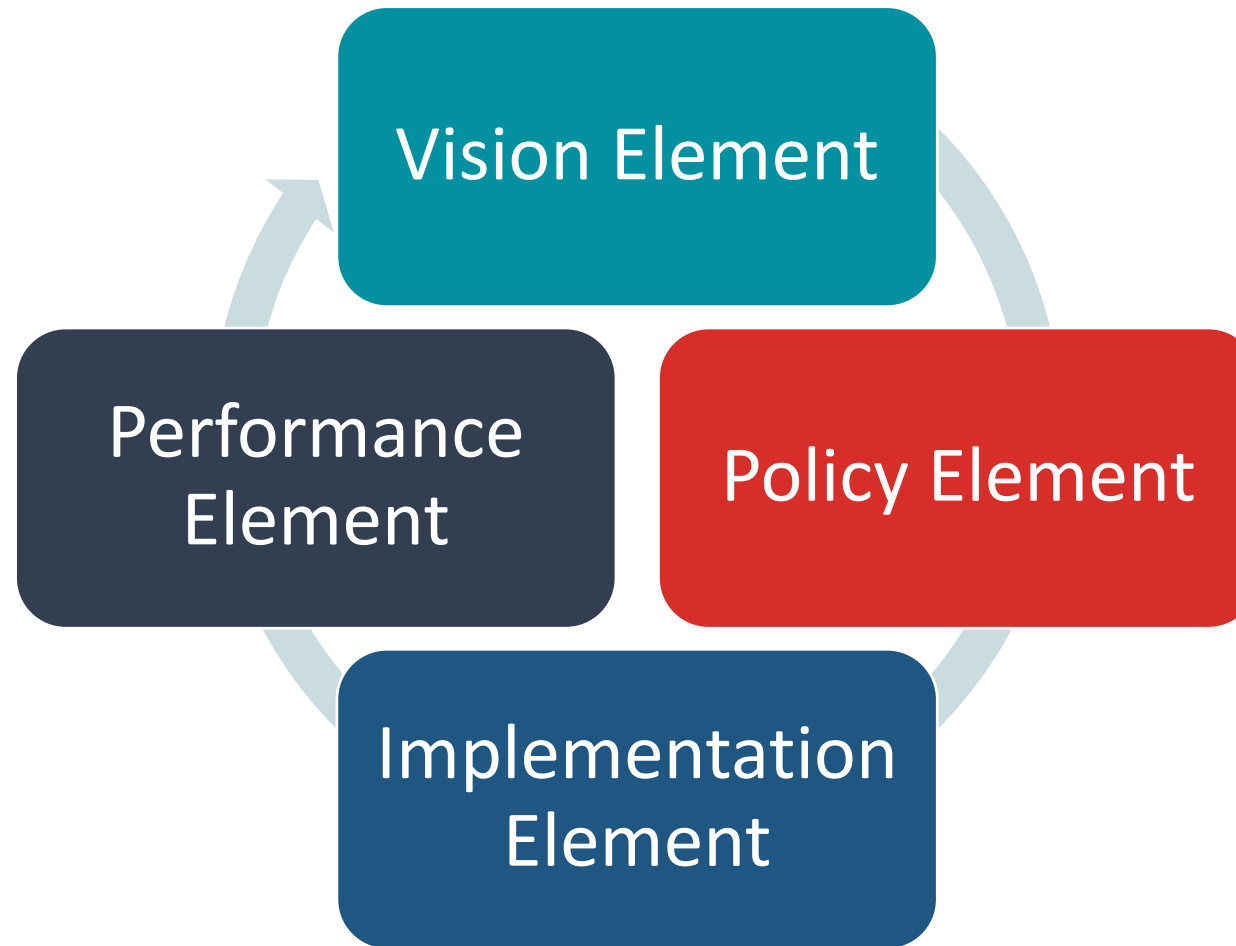 Vision Element
Performance
Element
Policy Element
Implementation
Element